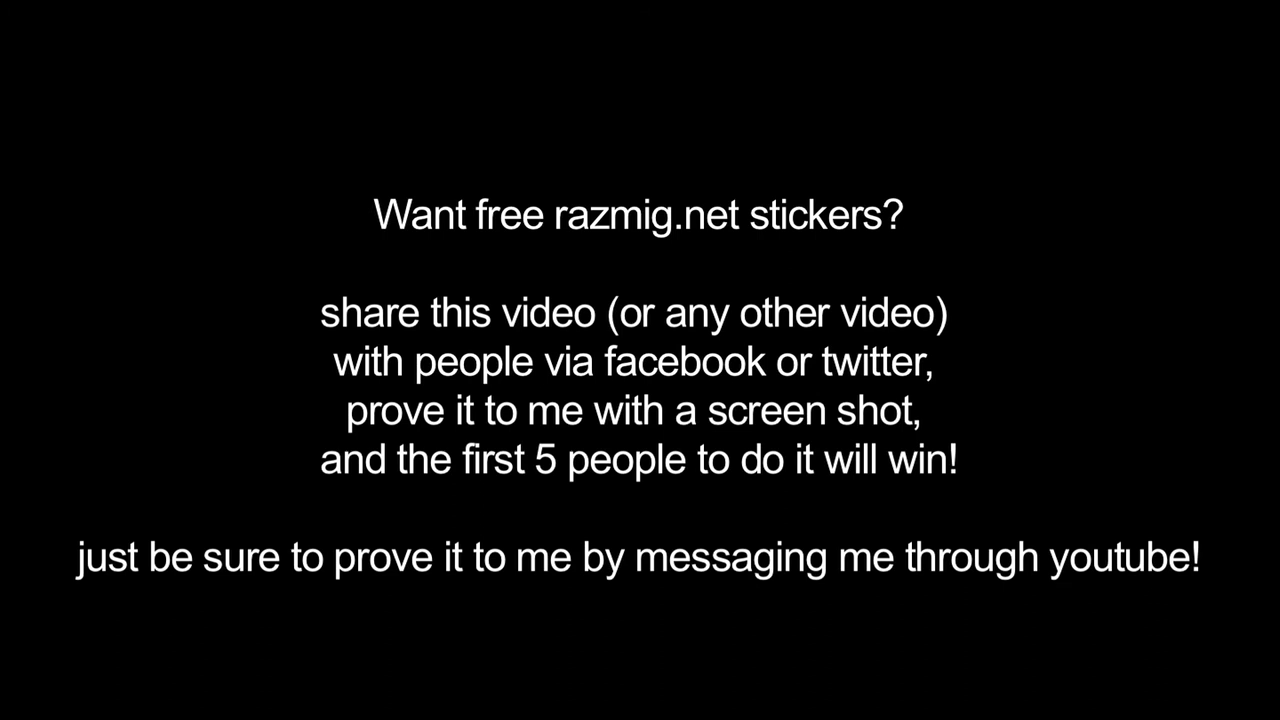 Want free razmig.net stickers?
share this video (or any other video)
with people via facebook or twitter,
prove it to me with a screen shot,
and the first 5 people to do it will win!
just be sure to prove it to me by messaging me through youtube!